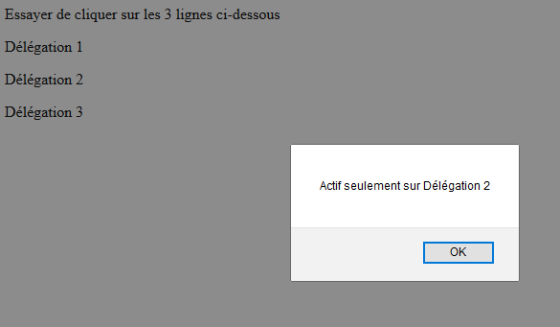 Essayer de cliquer sur les 3 lignes ci-dessous
Délégation 1
Délégation 2
Délégation 3
Actif seulement sur Délégation 2
OK